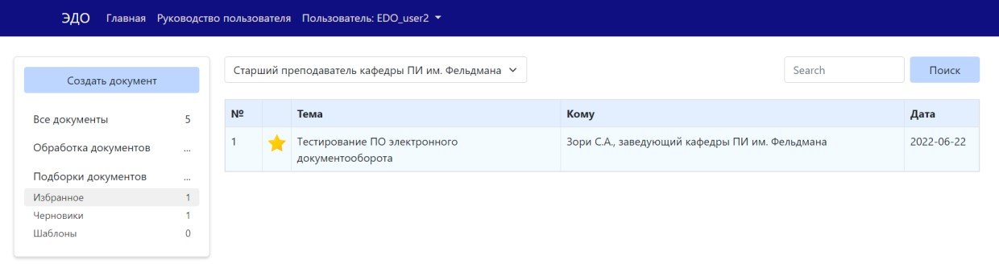 ЭДО Главная Руководство пользователя Пользователь: EDO_user2
Создать документ
Все документы 5
Обработка документов ...
Подборки документов ...
Избранное 1
Черновики 1
Шаблоны 0
Старший преподаватель кафедры ПИ им. Фельдмана
Search Поиск
№ Тема Кому Дата
1 Тестирование ПО электронного Зори С.А., заведующий кафедры ПИ им. Фельдмана 2022-06-22
документооборота